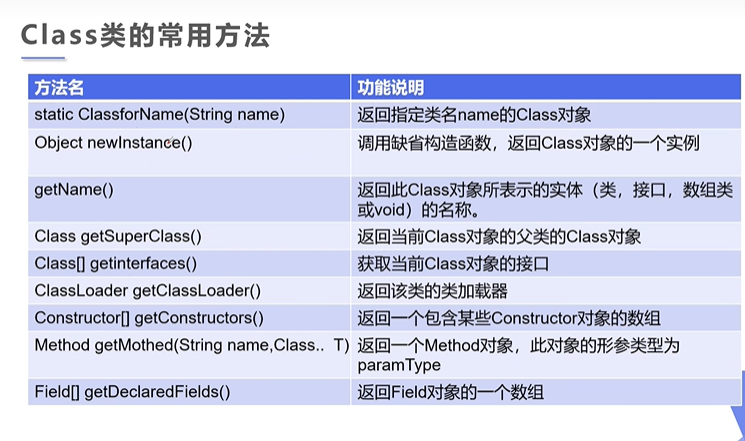 Class类的常用方法
方法名 功能说明
static ClassforName(String name) 返回指定类名name的Class对象
Object newInstance() 调用缺省构造函数，返回Class对象的一个实例
getName() 返回此Class对象所表示的实体（类，接口，数组类
或void）的名称。
Class getSuperClass() 返回当前Class对象的父类的Class对象
Class[] getinterfaces() 获取当前Class对象的接口
ClassLoader getClassLoader() 返回该类的类加载器
Constructor[] getConstructors() 返回一个包含某些Constructor对象的数组
Method getMothed(String name,Class.. T) 返回一个Method对象，此对象的形参类型为
paramType
Field[] getDeclaredFields() 返回Field对象的一个数组